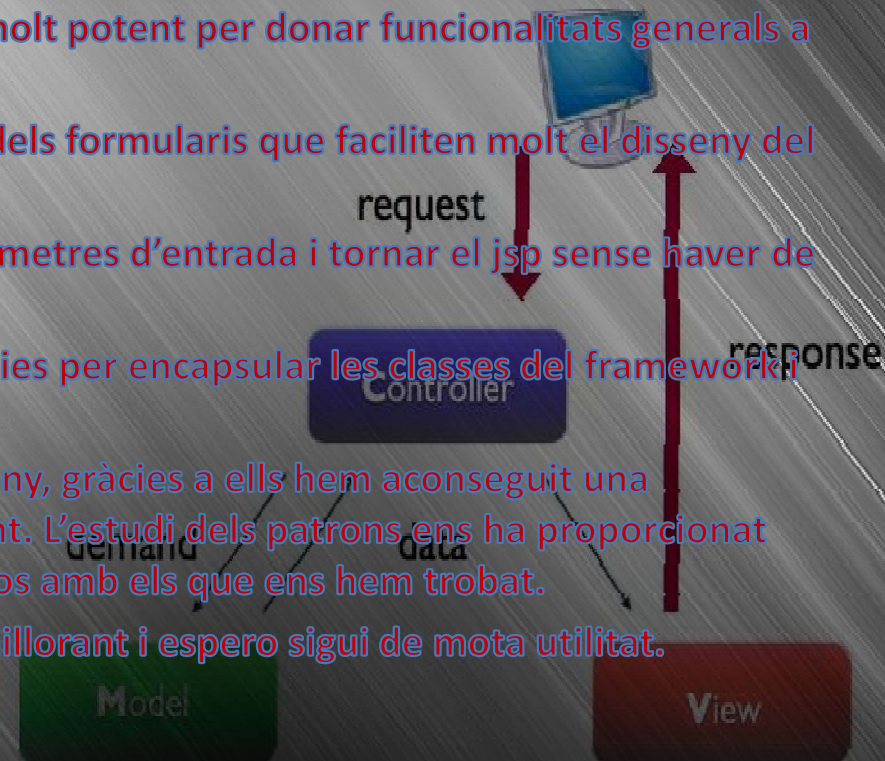 molt potent per donar funcionalitats generals a
dels formularis que faciliten molt el disseny del
request
metres d'entrada i tornar el jsp sense haver de
response
ies per encapsular les classes del framework i
Controller
ny, gràcies a ells hem aconseguit una
nt. L'estudi dels patrons ens ha proporcionat
demand data
os amb els que ens hem trobat.
illorant i espero sigui de mota utilitat.
Model View